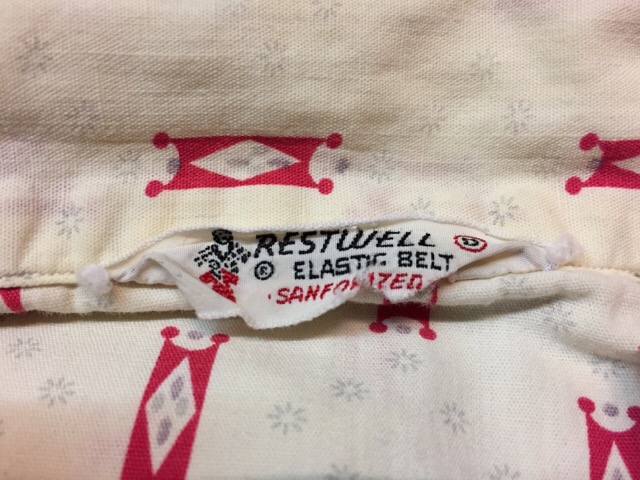 RESTWELL D
® ELASTIC BELT
SANFORIZED